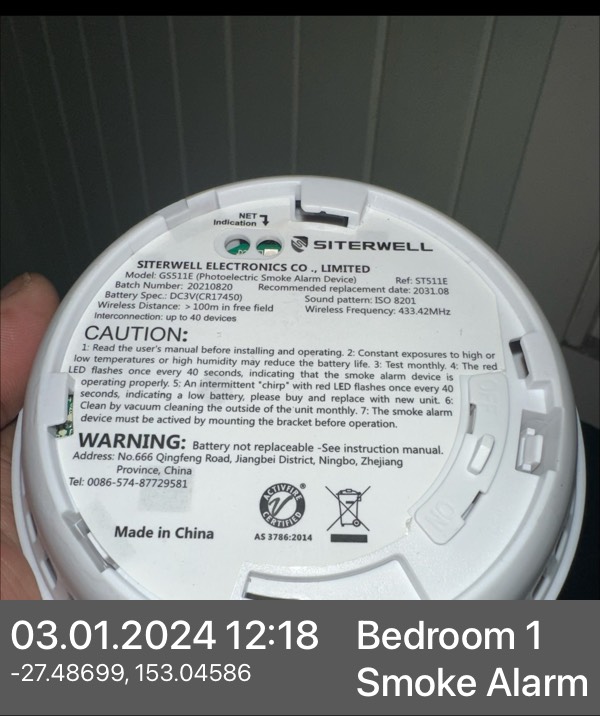 NET
Indication
SITERWELL
SITERWELL ELECTRONICS CO ., LIMITED
Model: GS511E (Photoelectric Smoke Alarm Device) Ref: ST511E
Batch Number: 20210820 Recommended replacement date: 2031.08
Battery Spec.: DC3V(CR17450) Sound pattern: ISO 8201
Wireless Distance: > 100m in free field Wireless Frequency: 433.42MHz
Interconnection: up to 40 devices
CAUTION:
1: Read the user's manual before installing and operating. 2: Constant exposures to high or
low temperatures or high humidity may reduce the battery life. 3: Test monthly. 4: The red
LED flashes once every 40 seconds, indicating that the smoke alarm device is
operating properly. 5: An intermittent "chirp" with red LED flashes once every 40
seconds, indicating a low battery, please buy and replace with new unit. 6:
Clean by vacuum cleaning the outside of the unit monthly. 7: The smoke alarm
device must be actived by mounting the bracket before operation.
WARNING: Battery not replaceable -See instruction manual.
Address: No.666 Qingfeng Road, Jiangbei District, Ningbo, Zhejiang
Province, China
Tel: 0086-574-87729581
ACTIVFIRE
CERTIFIED
®
Made in China
AS 3786:2014
ON
03.01.2024 12:18
-27.48699, 153.04586
Bedroom 1
Smoke Alarm